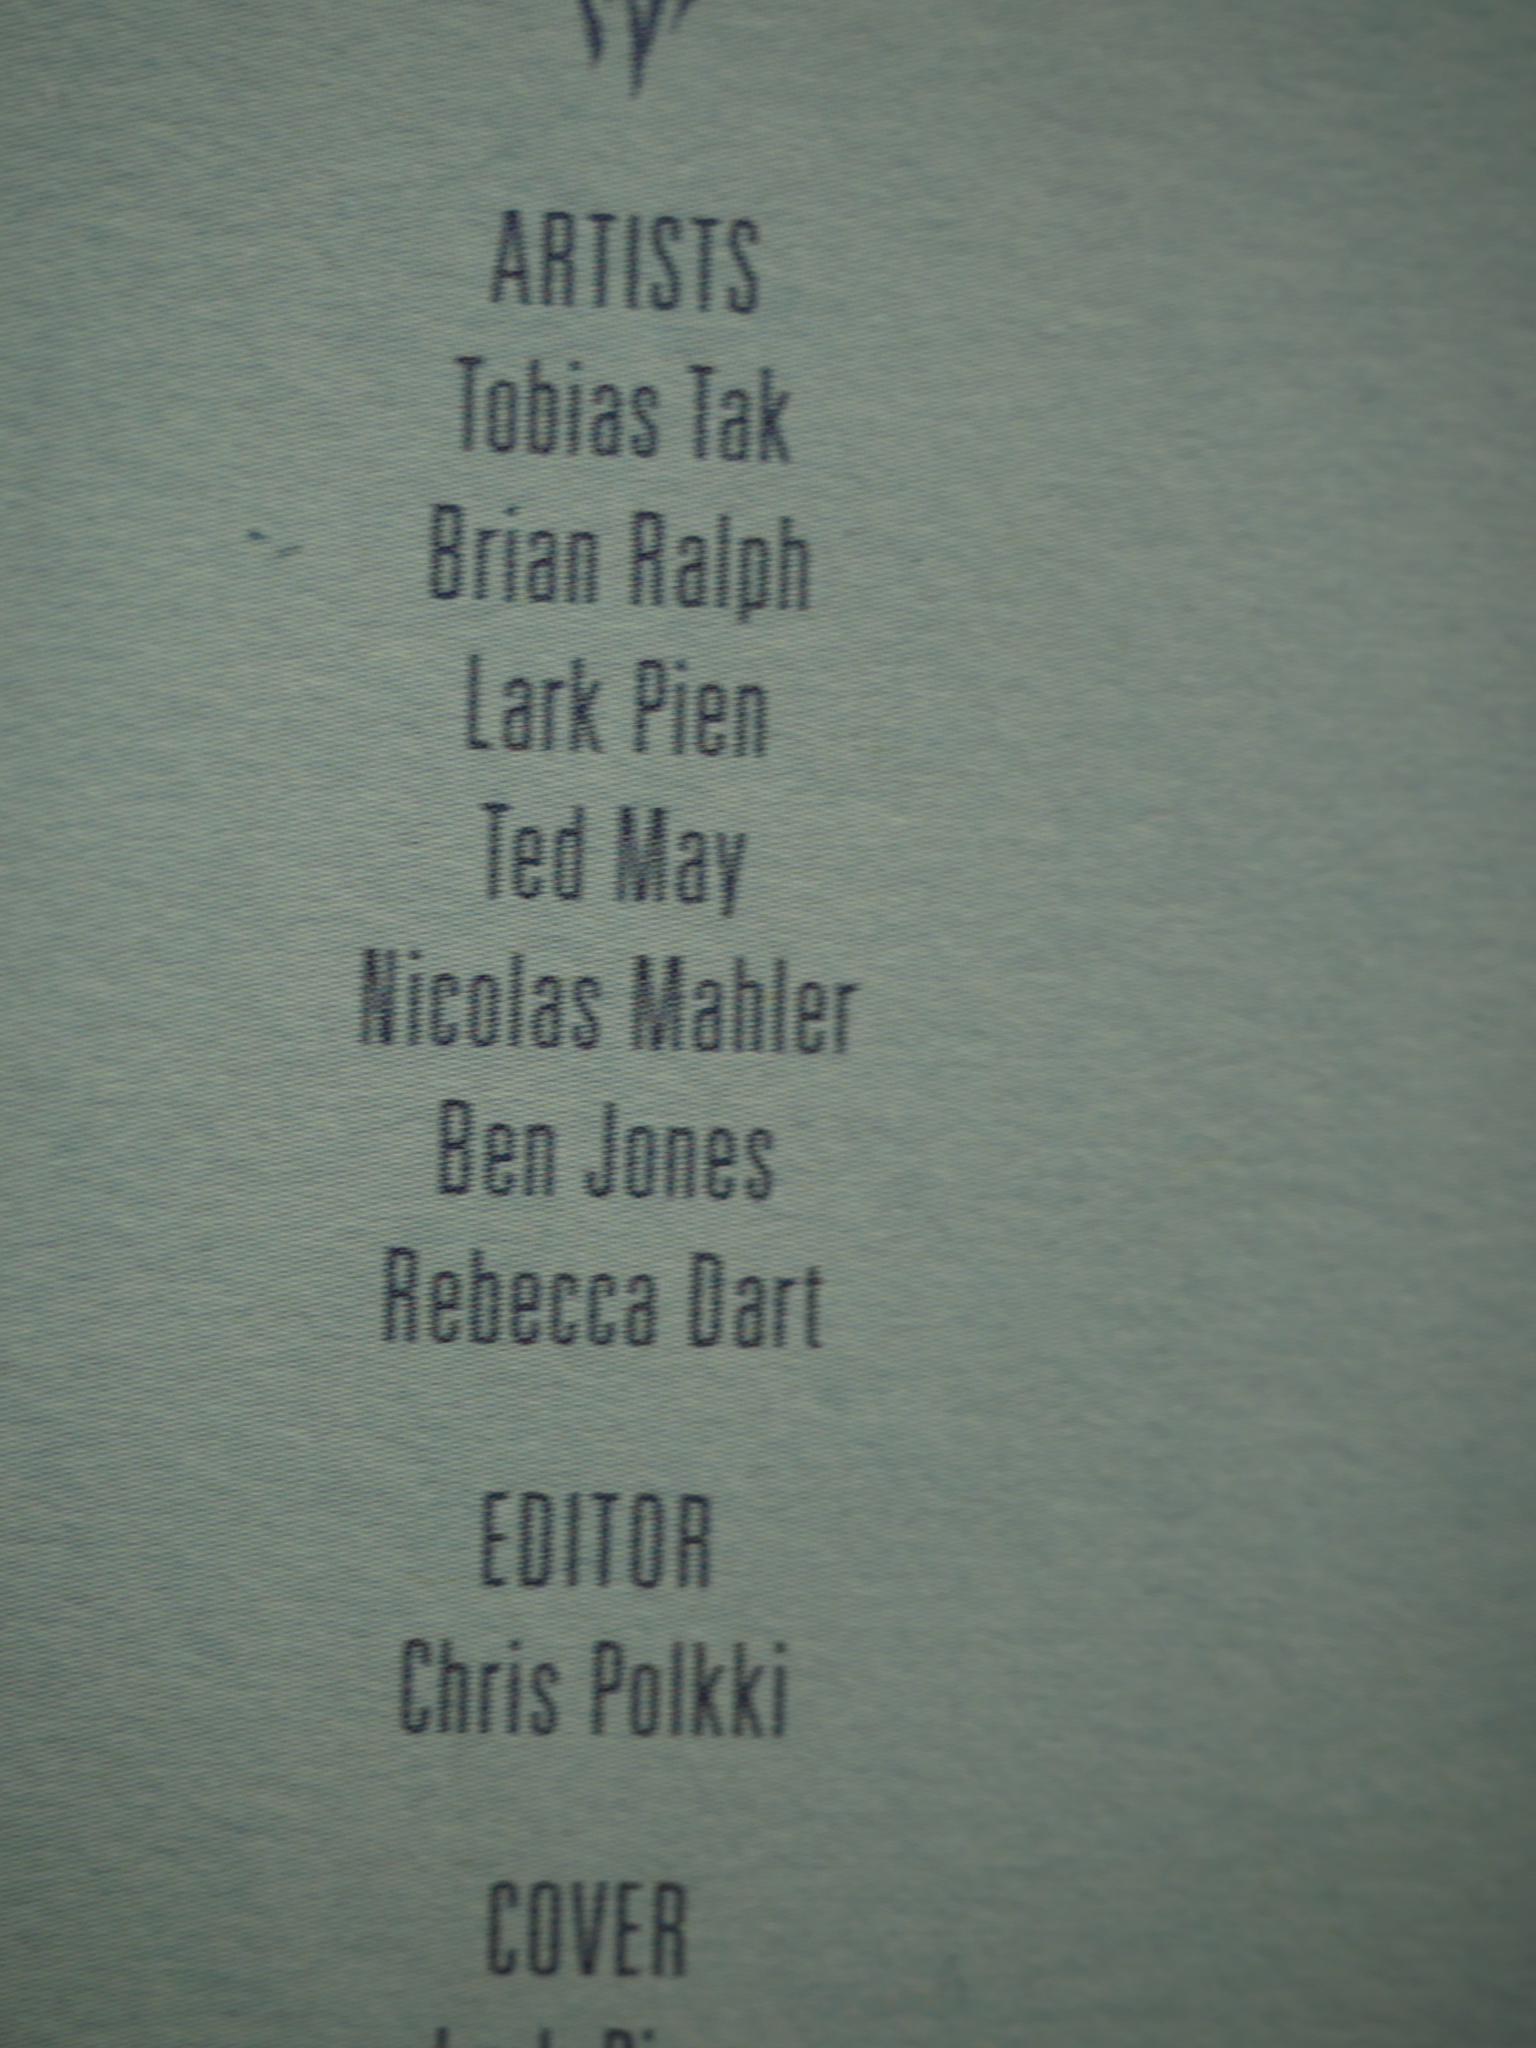 ARTISTS
Tobias Tak
Brian Ralph
Lark Pien
Ted May
Nicolas Mahler
Ben Jones
Rebecca Dart
EDITOR
Chris Polkki
COVER